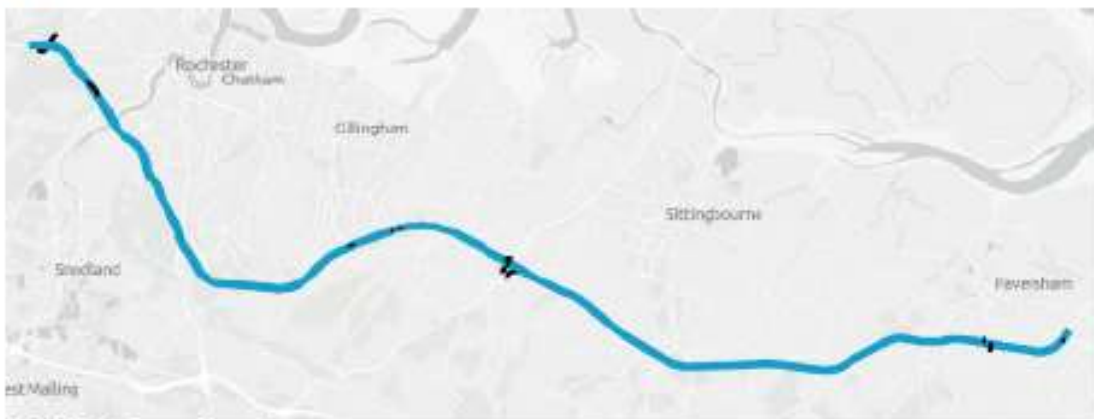 Rochester
Chatham
Gillingham
Sittingbourne
Snodland
Faversham
est Malling